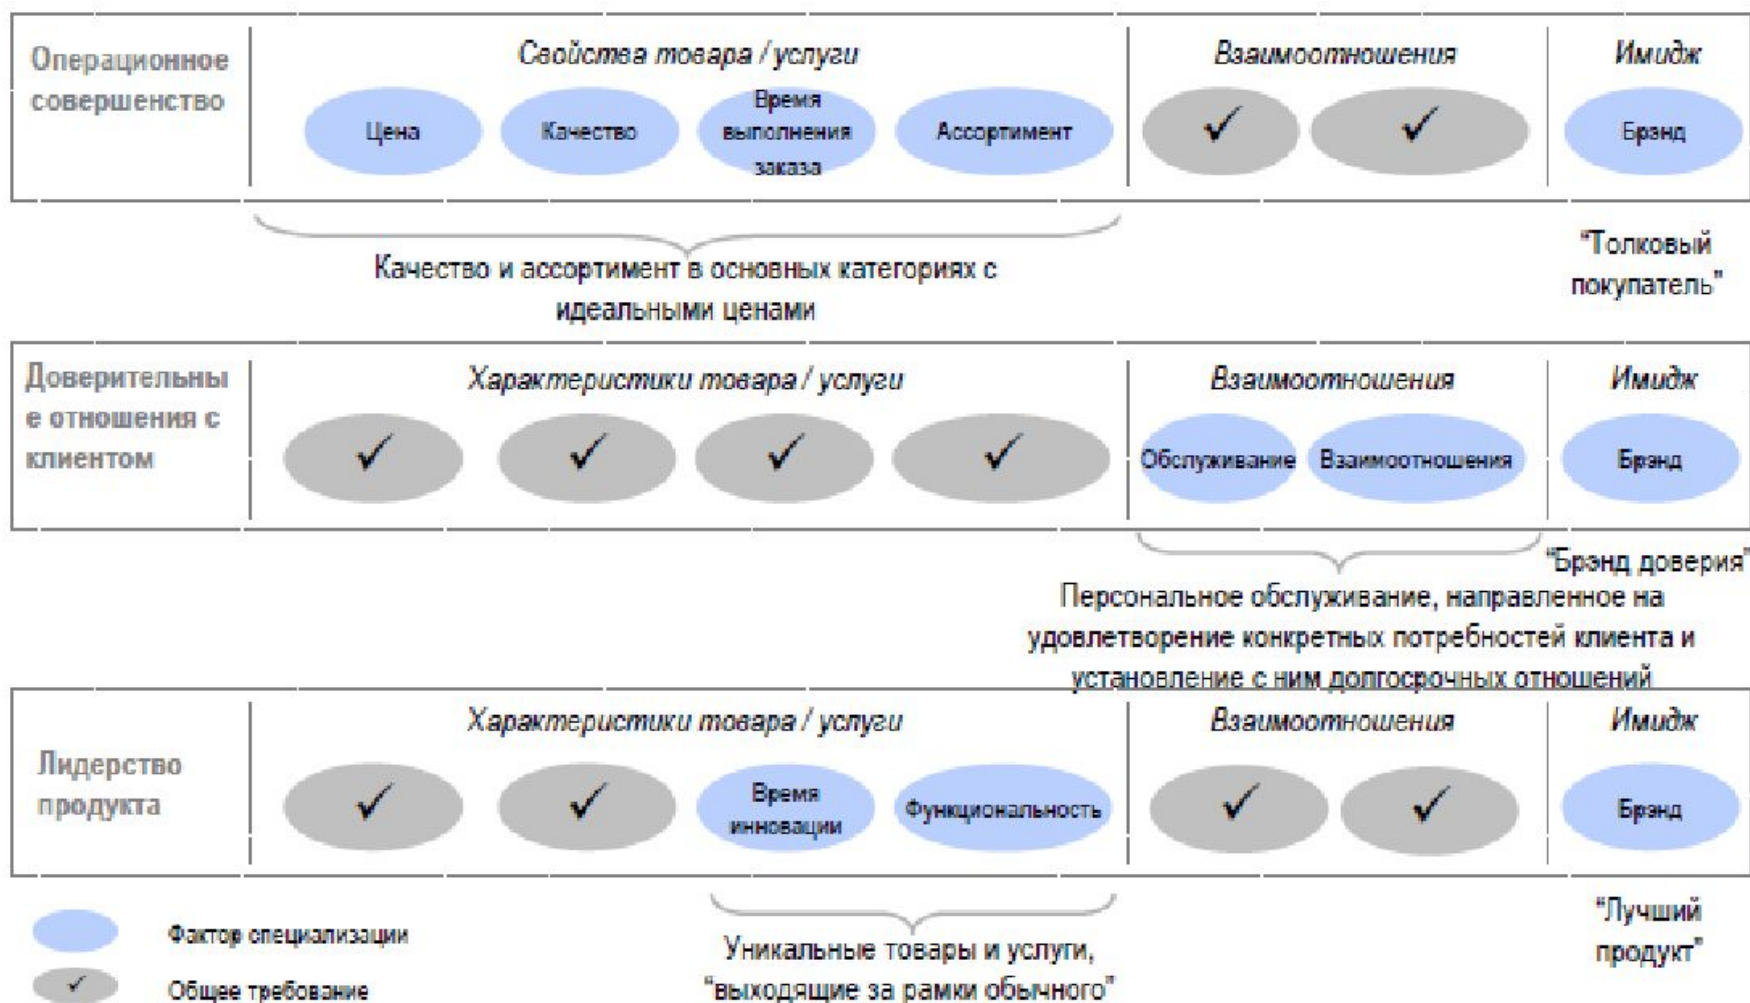 Операционное
совершенство
Свойства товара / услуги
Взаимоотношения
Имидж
Цена
Качество
Время
выполнения
заказа
Ассортимент
✓
✓
Брэнд
Качество и ассортимент в основных категориях с
идеальными ценами
“Толковый
покупатель”
Доверительны
е отношения с
клиентом
Характеристики товара / услуги
Взаимоотношения
Имидж
✓
✓
✓
✓
Обслуживание
Взаимоотношения
Брэнд
“Брэнд доверия”
Персональное обслуживание, направленное на
удовлетворение конкретных потребностей клиента и
установление с ним долгосрочных отношений
Лидерство
продукта
Характеристики товара / услуги
Взаимоотношения
Имидж
✓
✓
Время
инновации
Функциональность
✓
✓
Брэнд
Уникальные товары и услуги,
“выходящие за рамки обычного”
“Лучший
продукт”
Фактор специализации
✓
Общее требование